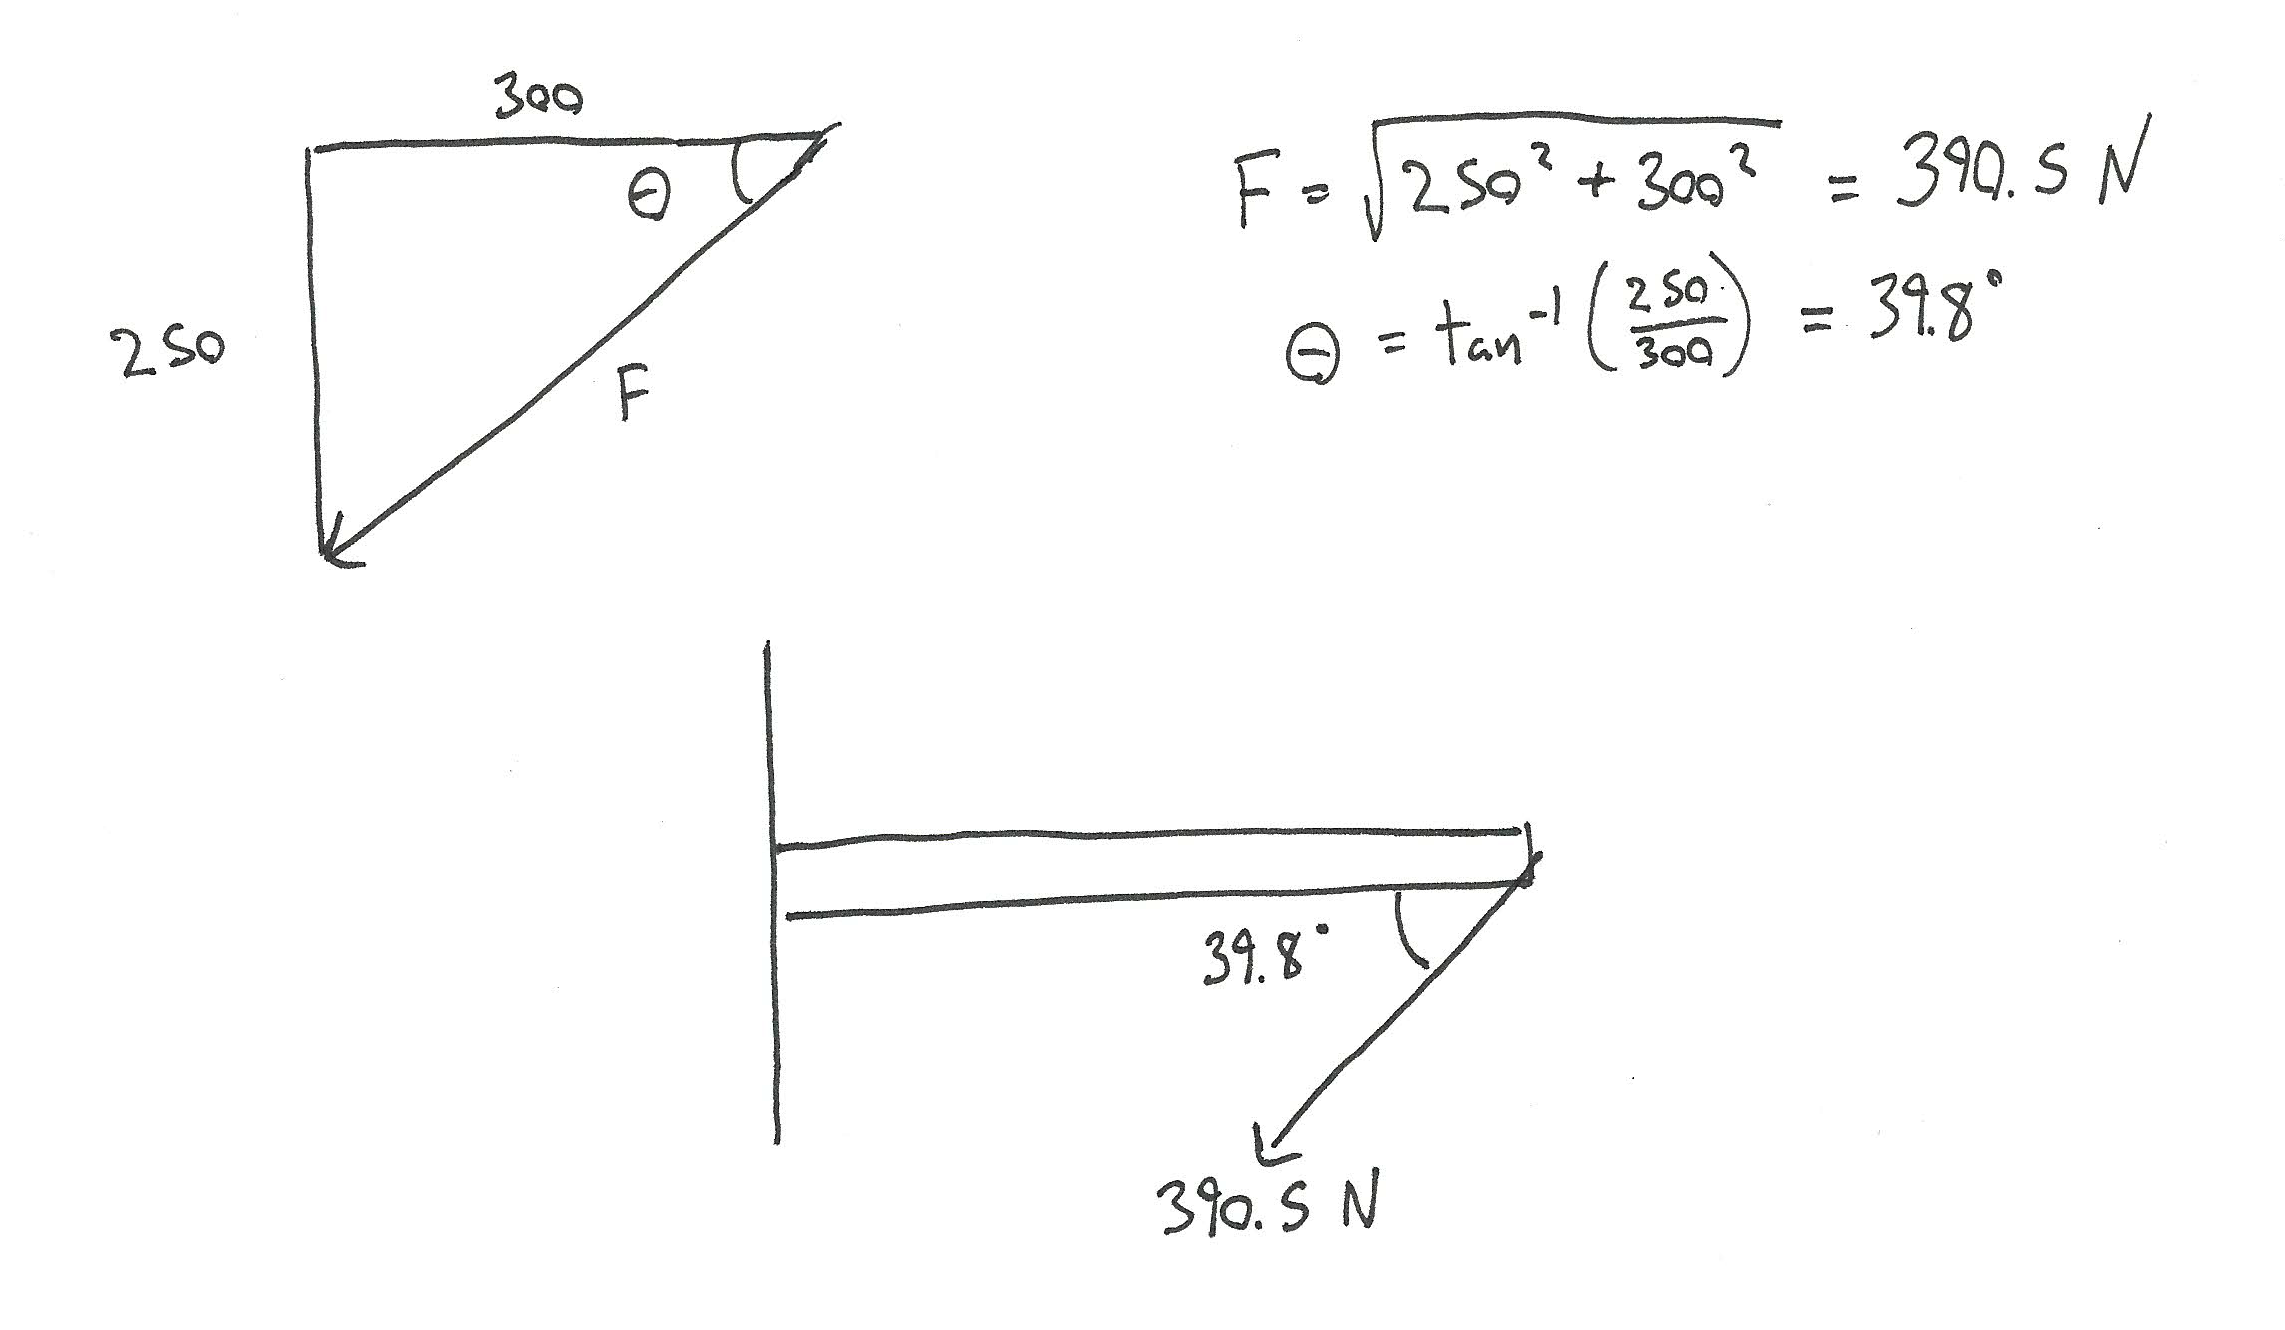 300
θ
250
F
F = √250² + 300² = 390.5 N
θ = tan⁻¹ (250/300) = 39.8°
39.8°
390.5 N